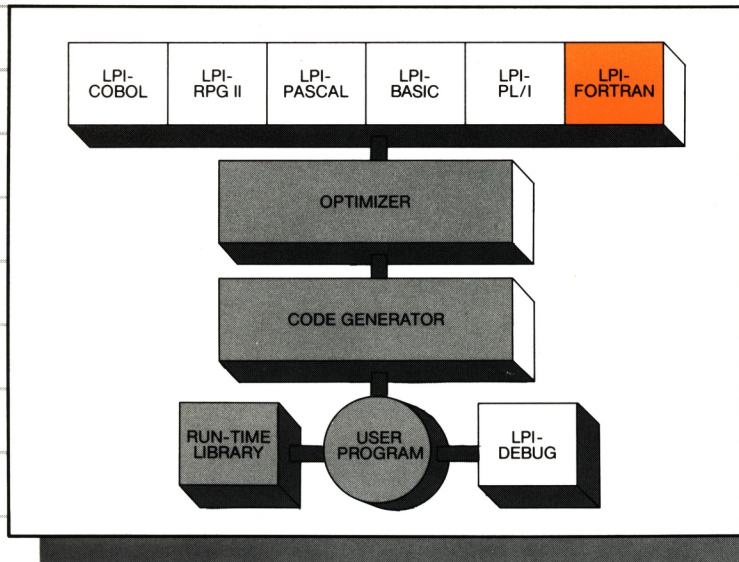 LPI-
COBOL
LPI-
RPG II
LPI-
PASCAL
LPI-
BASIC
LPI-
PL/I
LPI-
FORTRAN
OPTIMIZER
CODE GENERATOR
RUN-TIME
LIBRARY
USER
PROGRAM
LPI-
DEBUG